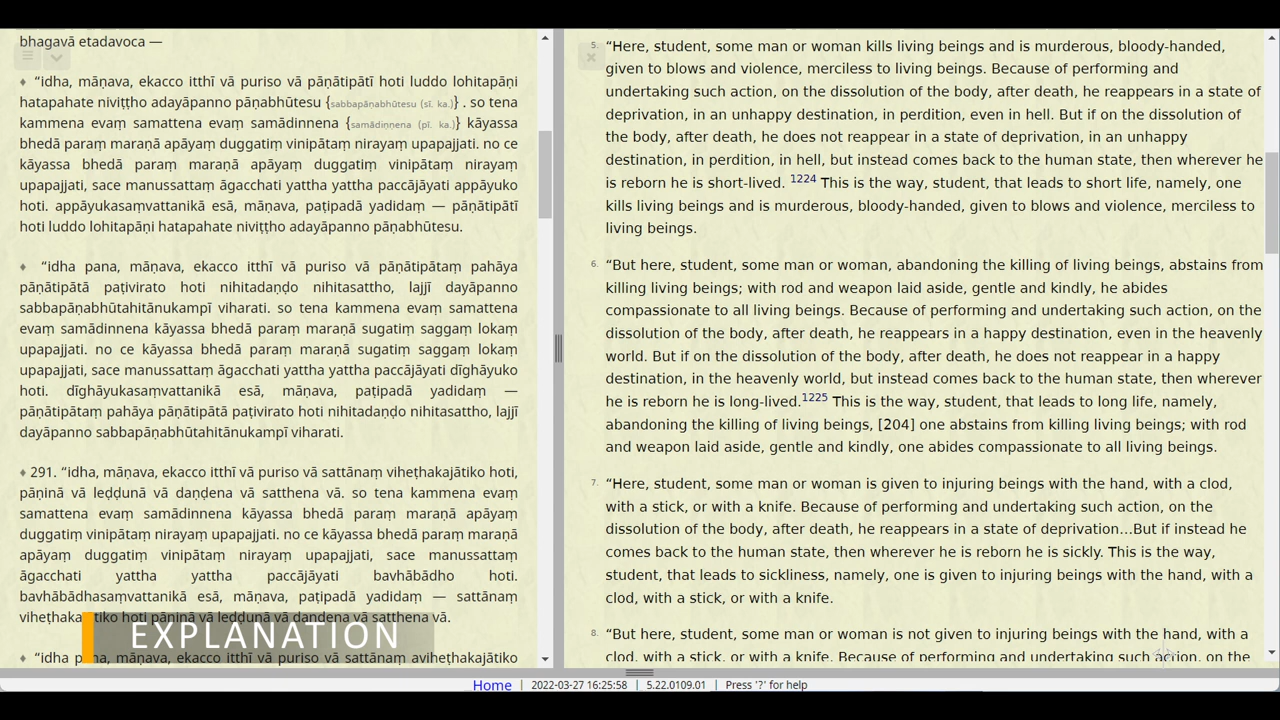 bhagavā etadavoca —
♦ “idha, māṇava, ekacco itthī vā puriso vā pāṇātipātī hoti luddo lohitapāṇi
hatapahate niviṭṭho adayāpanno pāṇabhūtesu {sabbapāṇabhūtesu (sī. ka.)} . so tena
kammena evaṃ samattena evaṃ samādinnena {samādiṇṇena (pī. ka.)} kāyassa
bhedā paraṃ maraṇā apāyaṃ duggatiṃ vinipātaṃ nirayaṃ upapajjati. no ce
kāyassa bhedā paraṃ maraṇā apāyaṃ duggatiṃ vinipātaṃ nirayaṃ
upapajjati, sace manussattaṃ āgacchati yattha yattha paccājāyati appāyuko
hoti. appāyukasaṃvattanikā esā, māṇava, paṭipadā yadidaṃ — pāṇātipātī
hoti luddo lohitapāṇi hatapahate niviṭṭho adayāpanno pāṇabhūtesu.
♦ “idha pana, māṇava, ekacco itthī vā puriso vā pāṇātipātaṃ pahāya
pāṇātipātā paṭivirato hoti nihitadaṇḍo nihitasattho, lajjī dayāpanno
sabbapāṇabhūtahitānukampī viharati. so tena kammena evaṃ samattena
evaṃ samādinnena kāyassa bhedā paraṃ maraṇā sugatiṃ saggaṃ lokaṃ
upapajjati. no ce kāyassa bhedā paraṃ maraṇā sugatiṃ saggaṃ lokaṃ
upapajjati, sace manussattaṃ āgacchati yattha yattha paccājāyati dīghāyuko
hoti. dīghāyukasaṃvattanikā esā, māṇava, paṭipadā yadidaṃ —
pāṇātipātaṃ pahāya pāṇātipātā paṭivirato hoti nihitadaṇḍo nihitasattho, lajjī
dayāpanno sabbapāṇabhūtahitānukampī viharati.
♦ 291. “idha, māṇava, ekacco itthī vā puriso vā sattānaṃ viheṭhakajātiko hoti,
pāṇinā vā leḍḍunā vā daṇḍena vā satthena vā. so tena kammena evaṃ
samattena evaṃ samādinnena kāyassa bhedā paraṃ maraṇā apāyaṃ
duggatiṃ vinipātaṃ nirayaṃ upapajjati. no ce kāyassa bhedā paraṃ maraṇā
apāyaṃ duggatiṃ vinipātaṃ nirayaṃ upapajjati, sace manussattaṃ
āgacchati yattha yattha paccājāyati bavhābādho hoti.
bavhābādhasaṃvattanikā esā, māṇava, paṭipadā yadidaṃ — sattānaṃ
viheṭhakajātiko hoti pāṇinā vā leḍḍunā vā daṇḍena vā satthena vā.
♦ “idha pana, māṇava, ekacco itthī vā puriso vā sattānaṃ aviheṭhakajātiko
EXPLANATION
5. “Here, student, some man or woman kills living beings and is murderous, bloody-handed,
given to blows and violence, merciless to living beings. Because of performing and
undertaking such action, on the dissolution of the body, after death, he reappears in a state of
deprivation, in an unhappy destination, in perdition, even in hell. But if on the dissolution of
the body, after death, he does not reappear in a state of deprivation, in an unhappy
destination, in perdition, in hell, but instead comes back to the human state, then wherever he
is reborn he is short-lived. 1224 This is the way, student, that leads to short life, namely, one
kills living beings and is murderous, bloody-handed, given to blows and violence, merciless to
living beings.
6. “But here, student, some man or woman, abandoning the killing of living beings, abstains from
killing living beings; with rod and weapon laid aside, gentle and kindly, he abides
compassionate to all living beings. Because of performing and undertaking such action, on the
dissolution of the body, after death, he reappears in a happy destination, even in the heavenly
world. But if on the dissolution of the body, after death, he does not reappear in a happy
destination, in the heavenly world, but instead comes back to the human state, then wherever
he is reborn he is long-lived.1225 This is the way, student, that leads to long life, namely,
abandoning the killing of living beings, [204] one abstains from killing living beings; with rod
and weapon laid aside, gentle and kindly, one abides compassionate to all living beings.
7. “Here, student, some man or woman is given to injuring beings with the hand, with a clod,
with a stick, or with a knife. Because of performing and undertaking such action, on the
dissolution of the body, after death, he reappears in a state of deprivation…But if instead he
comes back to the human state, then wherever he is reborn he is sickly. This is the way,
student, that leads to sickliness, namely, one is given to injuring beings with the hand, with a
clod, with a stick, or with a knife.
8. “But here, student, some man or woman is not given to injuring beings with the hand, with a
clod, with a stick, or with a knife. Because of performing and undertaking such action, on the
Home | 2022-03-27 16:25:58 | 5.22.0109.01 | Press '?' for help